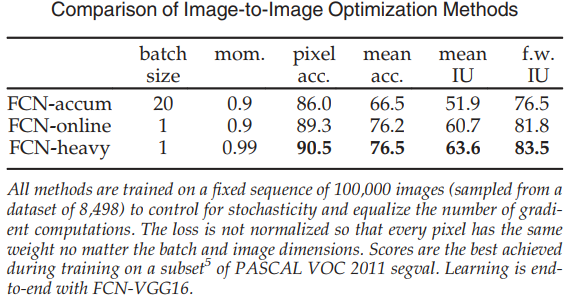 Comparison of Image-to-Image Optimization Methods
batch size mom. pixel acc. mean acc. mean IU f.w. IU
FCN-accum 20 0.9 86.0 66.5 51.9 76.5
FCN-online 1 0.9 89.3 76.2 60.7 81.8
FCN-heavy 1 0.99 90.5 76.5 63.6 83.5
All methods are trained on a fixed sequence of 100,000 images (sampled from a
dataset of 8,498) to control for stochasticity and equalize the number of gradi-
ent computations. The loss is not normalized so that every pixel has the same
weight no matter the batch and image dimensions. Scores are the best achieved
during training on a subset⁵ of PASCAL VOC 2011 segval. Learning is end-
to-end with FCN-VGG16.